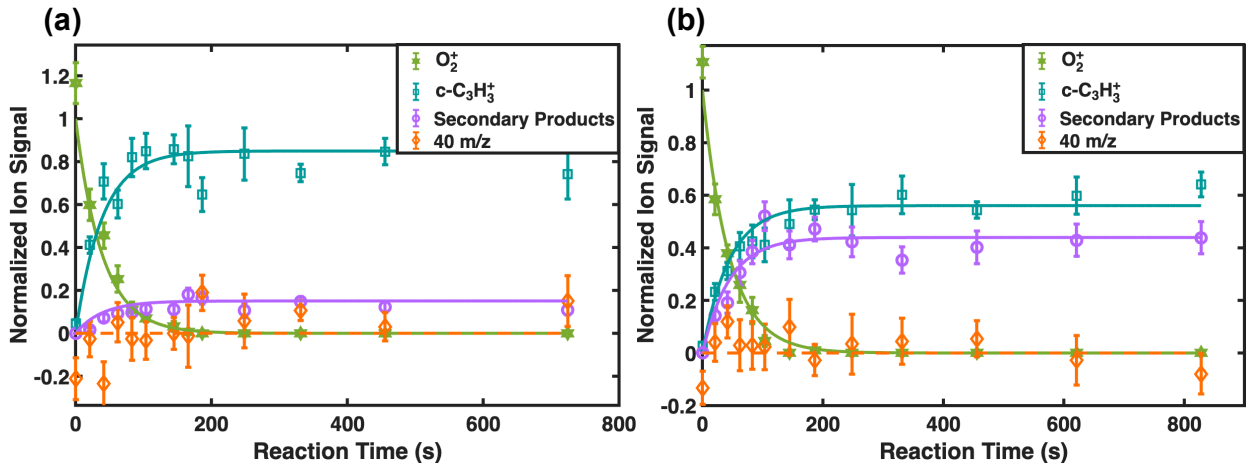 (a)
Normalized Ion Signal
1.2
1
0.8
0.6
0.4
0.2
0
-0.2
0
200
400
600
800
Reaction Time (s)
O₂⁺
c-C₃H₃⁺
Secondary Products
40 m/z
(b)
Normalized Ion Signal
1
0.8
0.6
0.4
0.2
0
-0.2
0
200
400
600
800
Reaction Time (s)
O₂⁺
c-C₃H₃⁺
Secondary Products
40 m/z